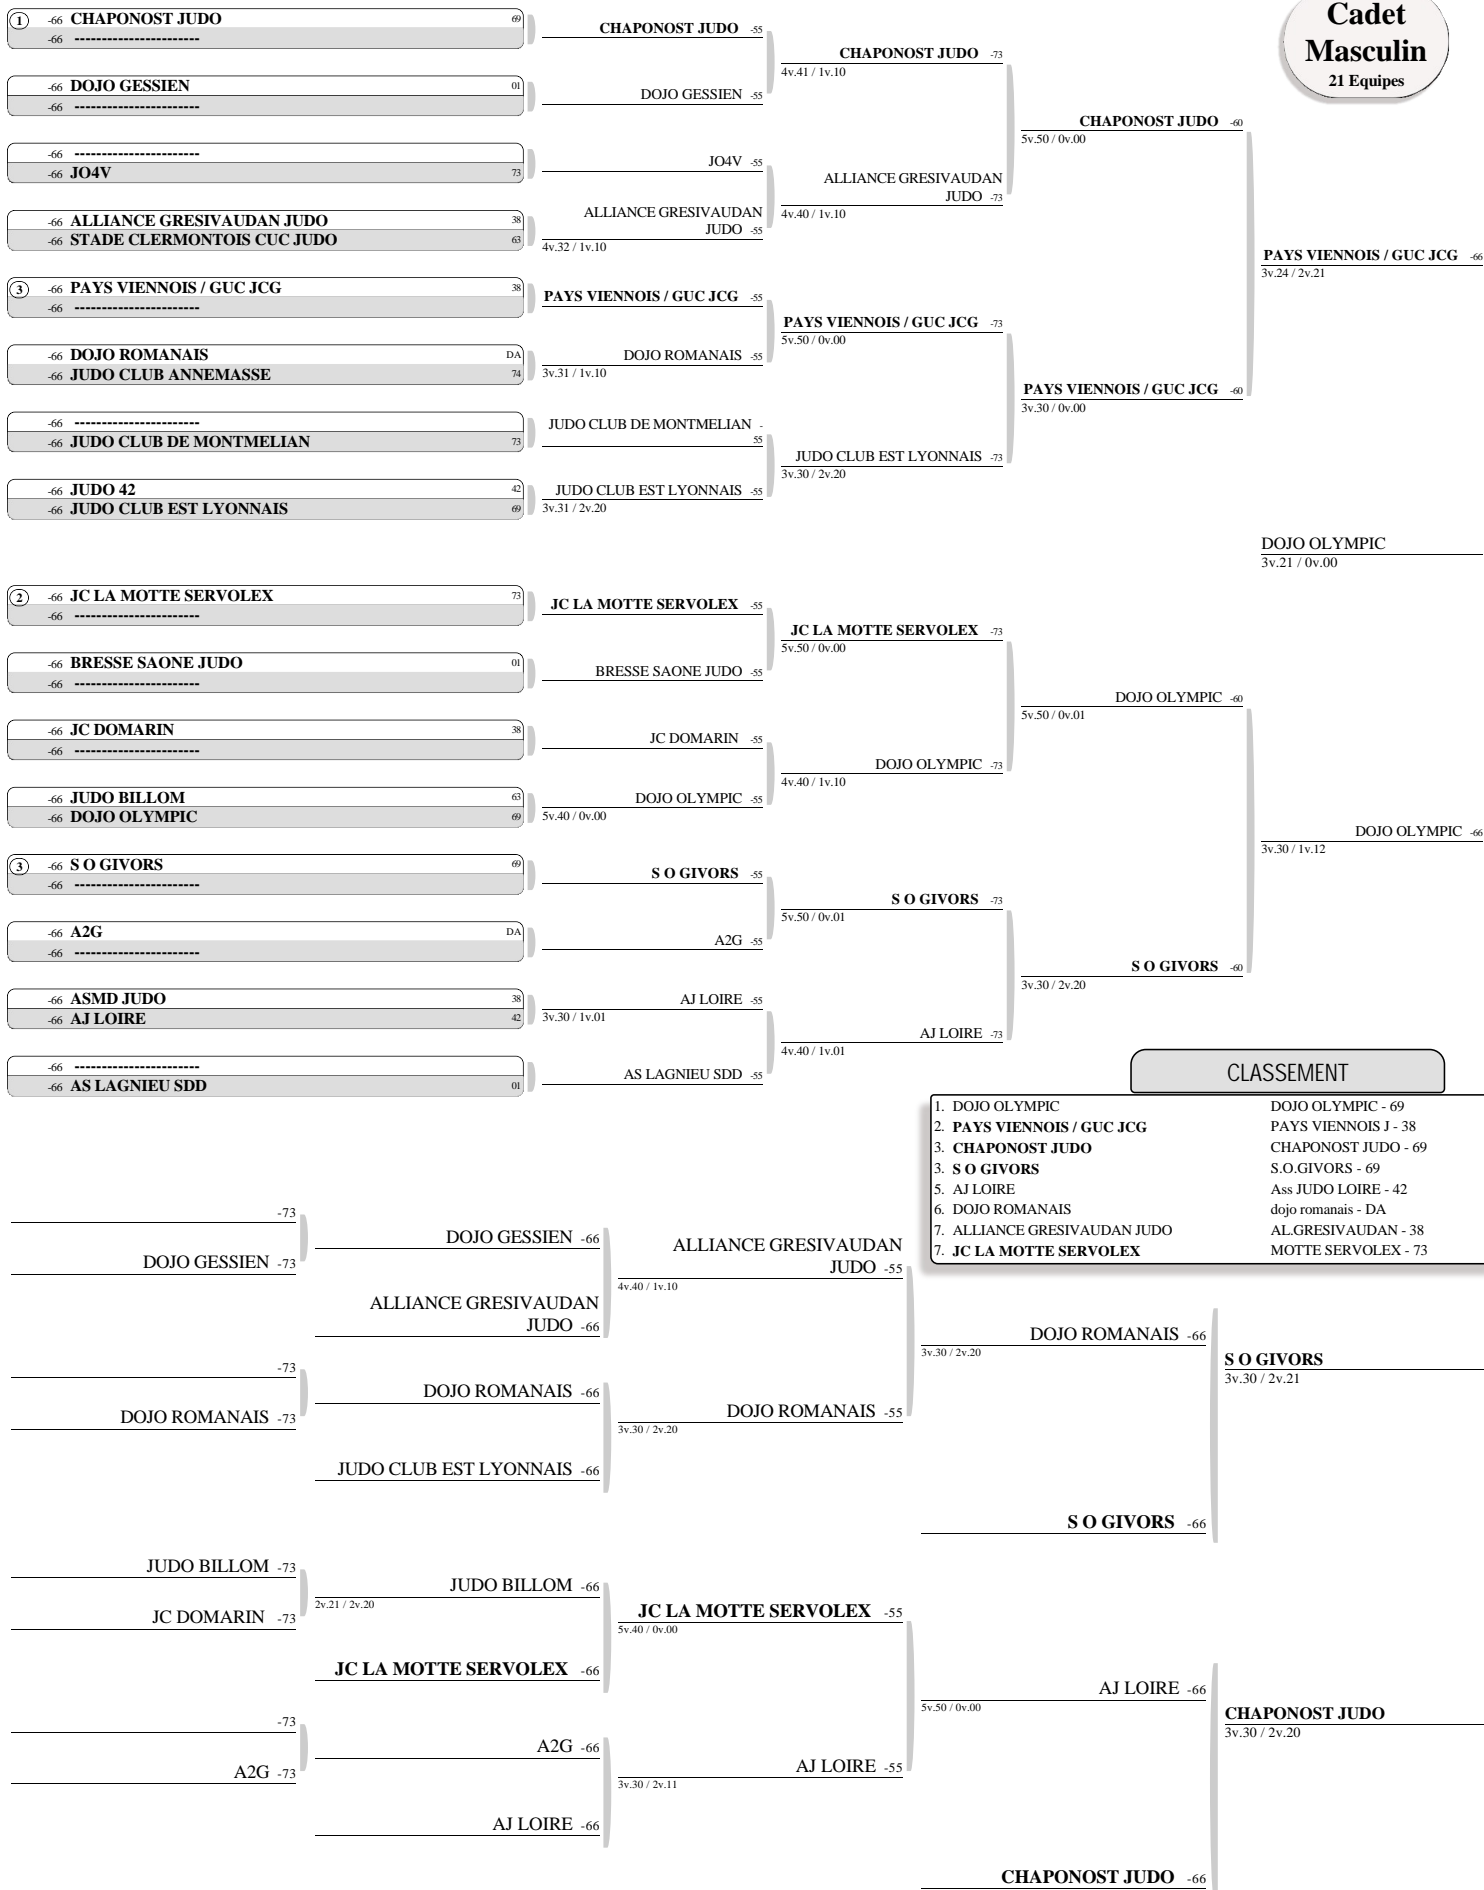 Cadet
Masculin
21 Equipes
1 -66 CHAPONOST JUDO 69
-66 -----------------------
-66 DOJO GESSIEN 01
-66 -----------------------
-66 -----------------------
-66 JO4V 73
-66 ALLIANCE GRESIVAUDAN JUDO 38
-66 STADE CLERMONTOIS CUC JUDO 63
3 -66 PAYS VIENNOIS / GUC JCG 38
-66 -----------------------
-66 DOJO ROMANAIS DA
-66 JUDO CLUB ANNEMASSE 74
-66 -----------------------
-66 JUDO CLUB DE MONTMELIAN 73
-66 JUDO 42 42
-66 JUDO CLUB EST LYONNAIS 69
2 -66 JC LA MOTTE SERVOLEX 73
-66 -----------------------
-66 BRESSE SAONE JUDO 01
-66 -----------------------
-66 JC DOMARIN 38
-66 -----------------------
-66 JUDO BILLOM 63
-66 DOJO OLYMPIC 69
3 -66 S O GIVORS 69
-66 -----------------------
-66 A2G DA
-66 -----------------------
-66 ASMD JUDO 38
-66 AJ LOIRE 42
-66 -----------------------
-66 AS LAGNIEU SDD 01
CHAPONOST JUDO -55
DOJO GESSIEN -55
JO4V -55
ALLIANCE GRESIVAUDAN
JUDO -55
4v.32 / 1v.10
PAYS VIENNOIS / GUC JCG -55
DOJO ROMANAIS -55
3v.31 / 1v.10
JUDO CLUB DE MONTMELIAN -
55
JUDO CLUB EST LYONNAIS -55
3v.31 / 2v.20
JC LA MOTTE SERVOLEX -55
BRESSE SAONE JUDO -55
JC DOMARIN -55
DOJO OLYMPIC -55
5v.40 / 0v.00
S O GIVORS -55
A2G -55
AJ LOIRE -55
3v.30 / 1v.01
AS LAGNIEU SDD -55
CHAPONOST JUDO -73
4v.41 / 1v.10
ALLIANCE GRESIVAUDAN
JUDO -73
4v.40 / 1v.10
PAYS VIENNOIS / GUC JCG -73
5v.50 / 0v.00
JUDO CLUB EST LYONNAIS -73
3v.30 / 2v.20
JC LA MOTTE SERVOLEX -73
5v.50 / 0v.00
DOJO OLYMPIC -73
4v.40 / 1v.10
S O GIVORS -73
5v.50 / 0v.01
AJ LOIRE -73
4v.40 / 1v.01
CHAPONOST JUDO -60
5v.50 / 0v.00
PAYS VIENNOIS / GUC JCG -60
3v.30 / 0v.00
DOJO OLYMPIC -60
5v.50 / 0v.01
S O GIVORS -60
3v.30 / 2v.20
PAYS VIENNOIS / GUC JCG -66
3v.24 / 2v.21
DOJO OLYMPIC
3v.21 / 0v.00
DOJO OLYMPIC -66
3v.30 / 1v.12
CLASSEMENT
1. DOJO OLYMPIC DOJO OLYMPIC - 69
2. PAYS VIENNOIS / GUC JCG PAYS VIENNOIS J - 38
3. CHAPONOST JUDO CHAPONOST JUDO - 69
3. S O GIVORS S.O.GIVORS - 69
5. AJ LOIRE Ass JUDO LOIRE - 42
6. DOJO ROMANAIS dojo romanais - DA
7. ALLIANCE GRESIVAUDAN JUDO AL.GRESIVAUDAN - 38
7. JC LA MOTTE SERVOLEX MOTTE SERVOLEX - 73
-73
DOJO GESSIEN -73
-73
DOJO ROMANAIS -73
JUDO BILLOM -73
JC DOMARIN -73
-73
A2G -73
DOJO GESSIEN -66
ALLIANCE GRESIVAUDAN
JUDO -66
DOJO ROMANAIS -66
JUDO CLUB EST LYONNAIS -66
JUDO BILLOM -66
2v.21 / 2v.20
JC LA MOTTE SERVOLEX -66
A2G -66
AJ LOIRE -66
ALLIANCE GRESIVAUDAN
JUDO -55
4v.40 / 1v.10
DOJO ROMANAIS -55
3v.30 / 2v.20
JC LA MOTTE SERVOLEX -55
5v.40 / 0v.00
AJ LOIRE -55
3v.30 / 2v.11
DOJO ROMANAIS -66
3v.30 / 2v.20
S O GIVORS -66
AJ LOIRE -66
5v.50 / 0v.00
CHAPONOST JUDO -66
S O GIVORS
3v.30 / 2v.21
CHAPONOST JUDO
3v.30 / 2v.20